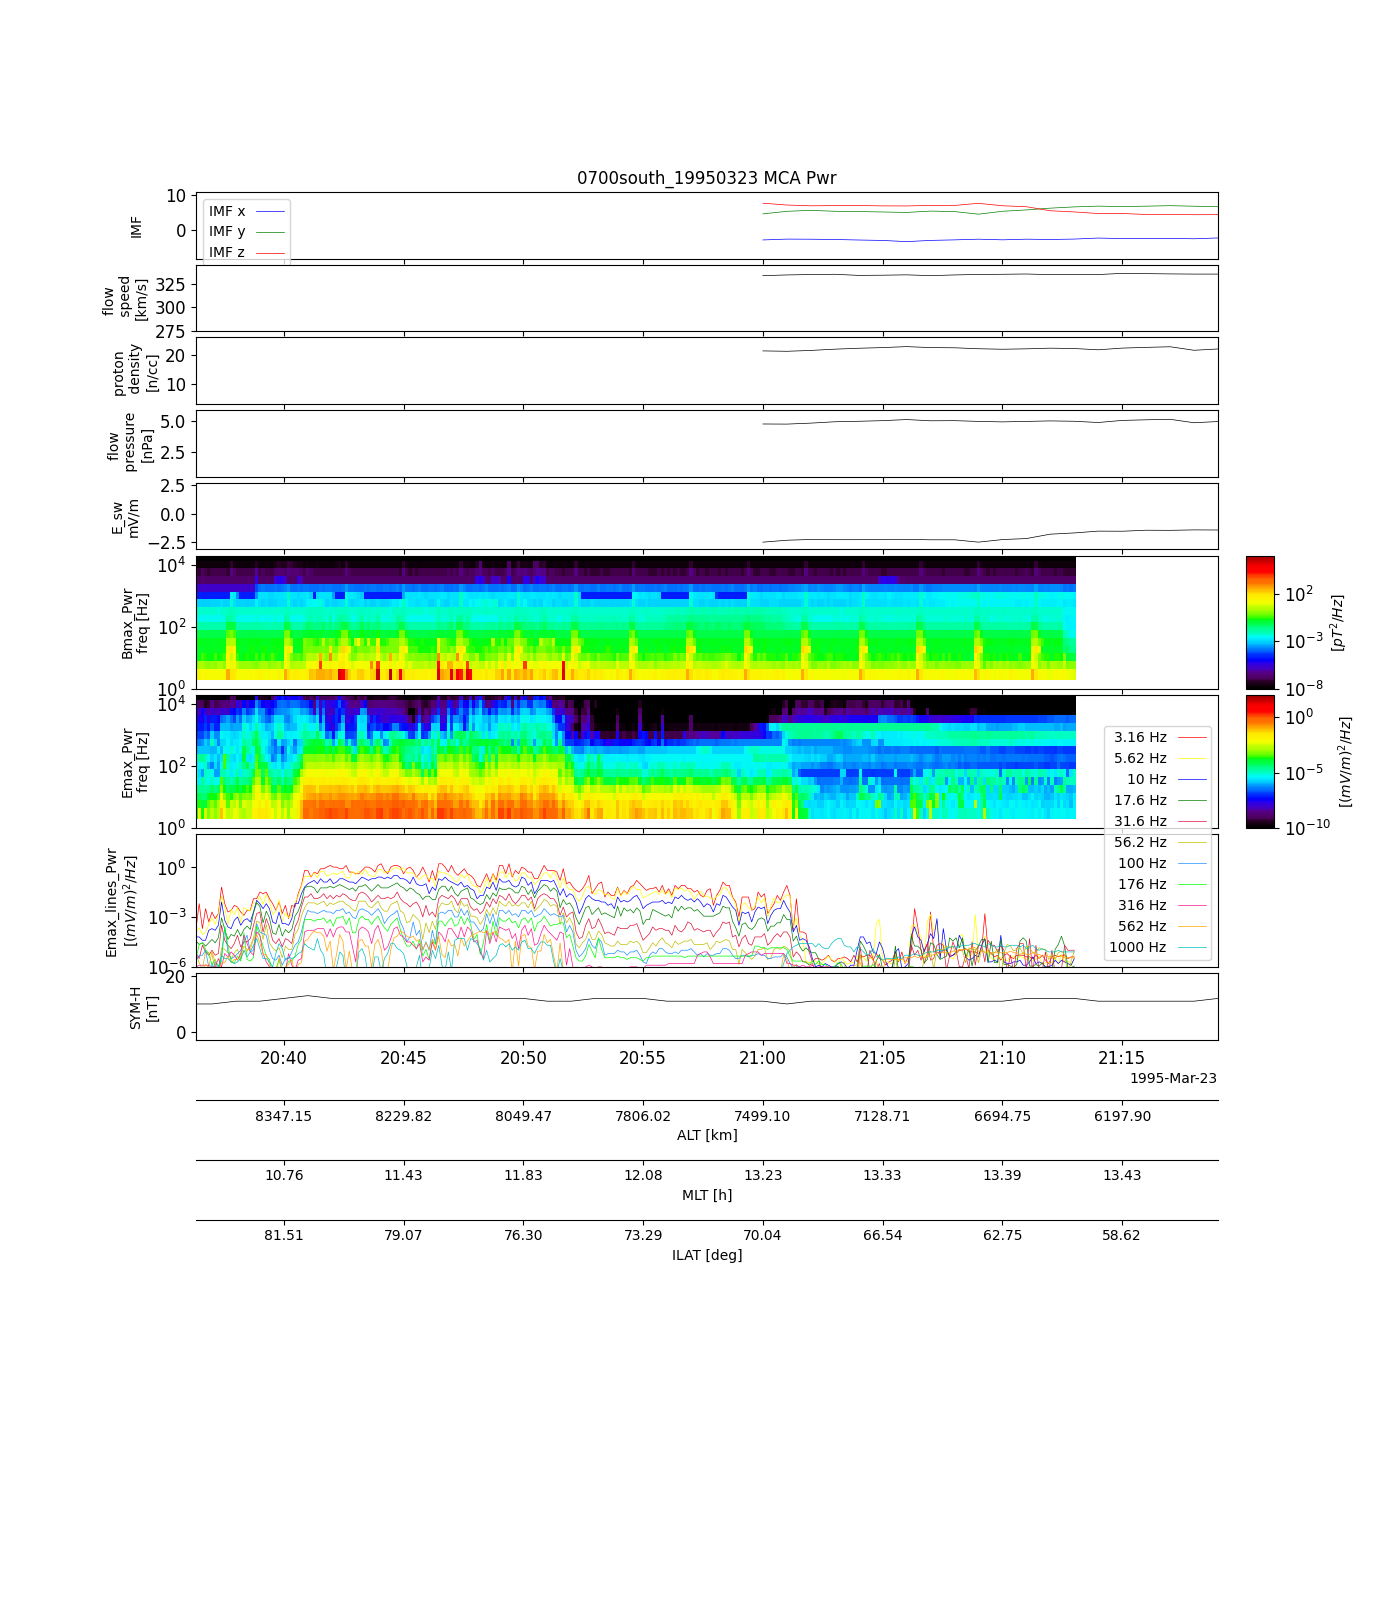 0700south_19950323 MCA Pwr
10
0
IMF
IMF x
IMF y
IMF z
325
300
275
flow
speed
[km/s]
20
10
proton
density
[n/cc]
5.0
2.5
flow
pressure
[nPa]
2.5
0.0
−2.5
E_sw
mV/m
10^4
10^2
10^0
Bmax_Pwr
freq [Hz]
10^2
10^−3
10^−8
[pT^2/Hz]
10^4
10^2
10^0
Emax_Pwr
freq [Hz]
10^0
10^−5
10^−10
[(mV/m)^2/Hz]
3.16 Hz
5.62 Hz
10 Hz
17.6 Hz
31.6 Hz
56.2 Hz
100 Hz
176 Hz
316 Hz
562 Hz
1000 Hz
10^0
10^−3
10^−6
Emax_lines_Pwr
[(mV/m)^2/Hz]
20
0
SYM-H
[nT]
20:40 20:45 20:50 20:55 21:00 21:05 21:10 21:15
1995-Mar-23
8347.15 8229.82 8049.47 7806.02 7499.10 7128.71 6694.75 6197.90
ALT [km]
10.76 11.43 11.83 12.08 13.23 13.33 13.39 13.43
MLT [h]
81.51 79.07 76.30 73.29 70.04 66.54 62.75 58.62
ILAT [deg]